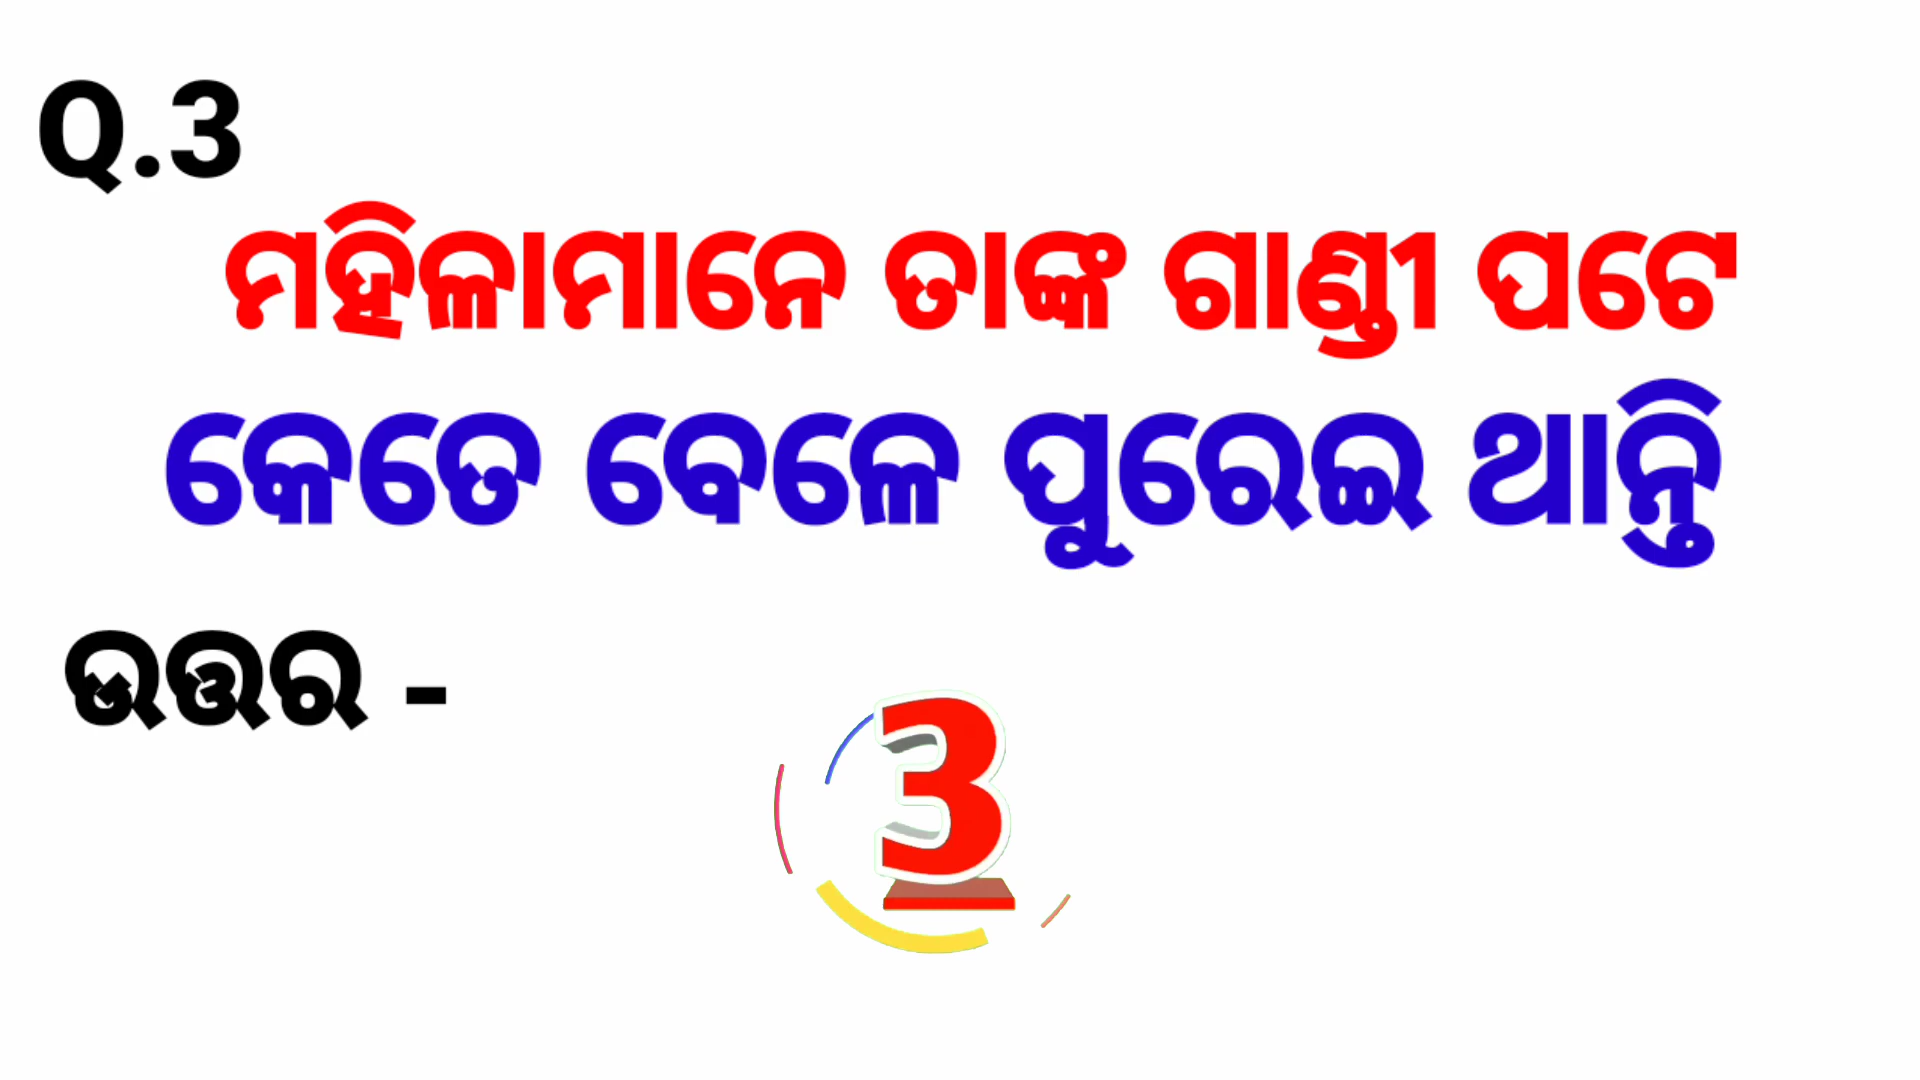 Q.3
ମହିଳାମାନେ ତାଙ୍କ ଗାଣ୍ଡୀ ପଟେ
କେତେ ବେଳେ ପୁରେଇ ଥାନ୍ତି
ଉତ୍ତର -
3